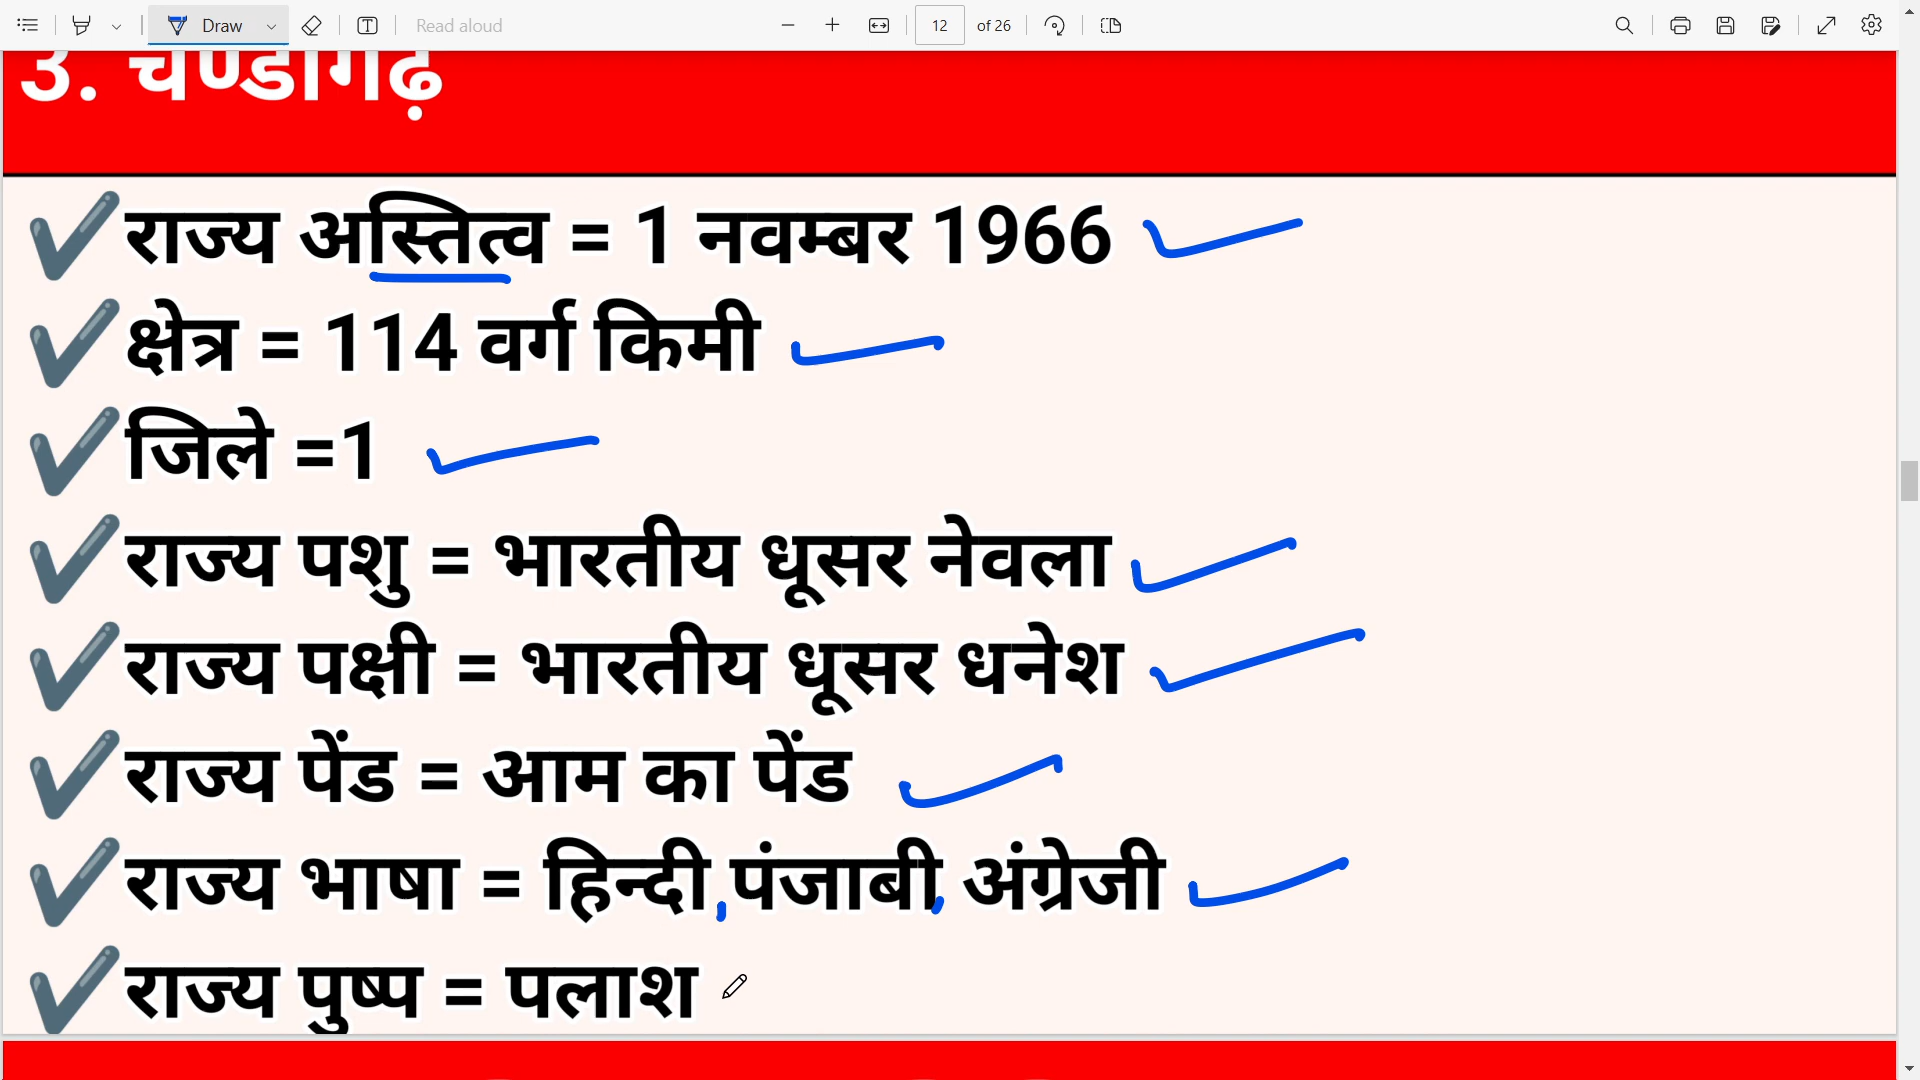 Draw
Read aloud
12 of 26
3. चण्डीगढ़
राज्य अस्तित्व = 1 नवम्बर 1966
क्षेत्र = 114 वर्ग किमी
जिले =1
राज्य पशु = भारतीय धूसर नेवला
राज्य पक्षी = भारतीय धूसर धनेश
राज्य पेंड = आम का पेंड
राज्य भाषा = हिन्दी,पंजाबी, अंग्रेजी
राज्य पुष्प = पलाश